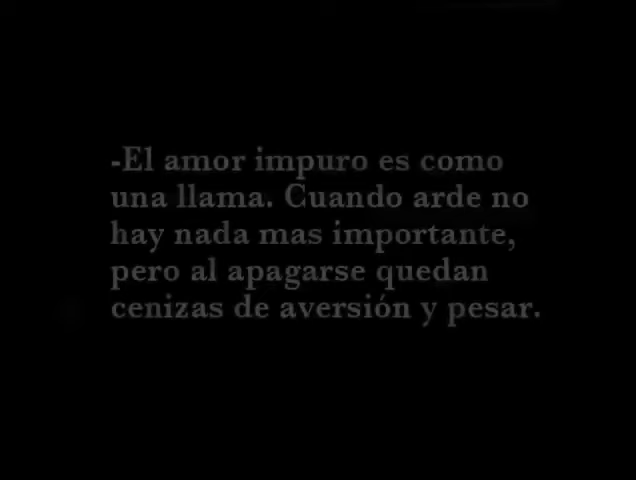 -El amor impuro es como
una llama. Cuando arde no
hay nada mas importante,
pero al apagarse quedan
cenizas de aversión y pesar.